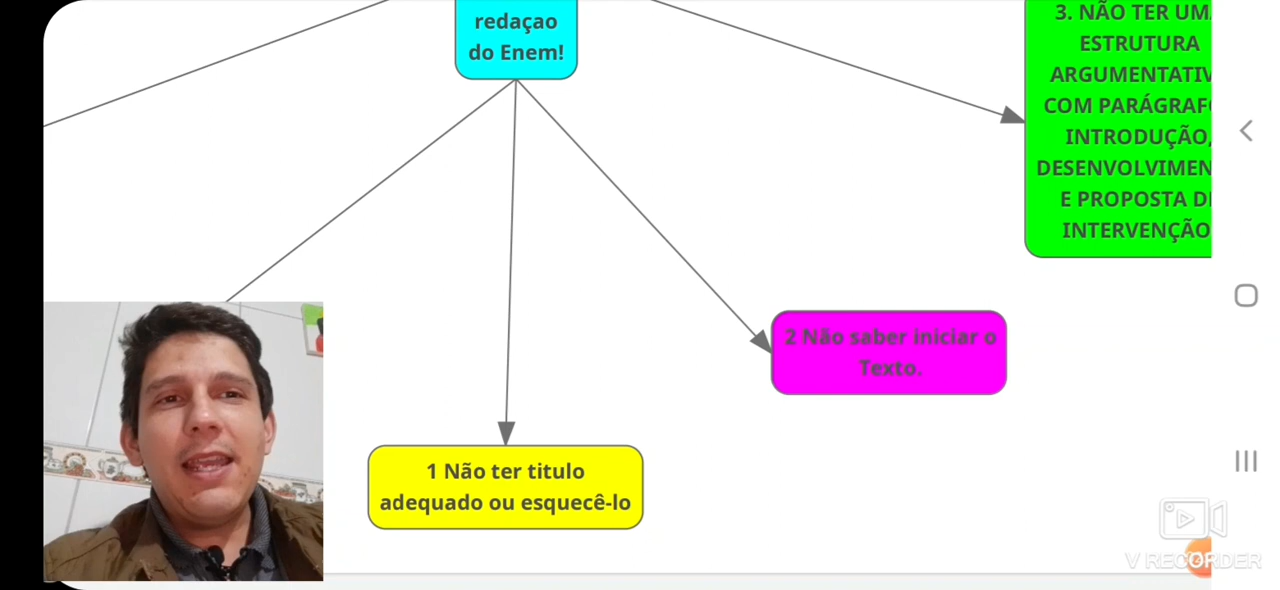 redaçao
do Enem!
3. NÃO TER UM
ESTRUTURA
ARGUMENTATIV
COM PARÁGRAF
INTRODUÇÃO,
DESENVOLVIMEN
E PROPOSTA D
INTERVENÇÃO
2 Não saber iniciar o
Texto.
1 Não ter titulo
adequado ou esquecê-lo
V RECORDER